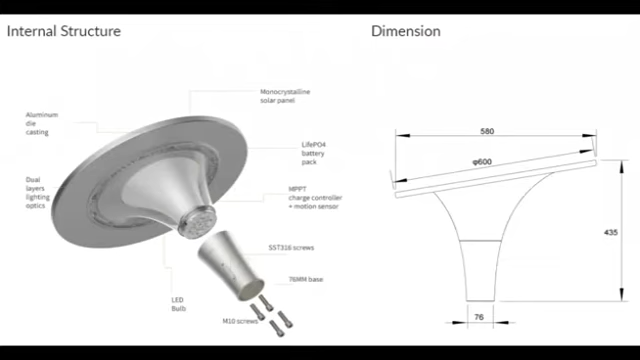 Internal Structure
Dimension
Monocrystalline
solar panel
Aluminum
die
casting
LifePO4
battery
pack
Dual
layers
lighting
optics
MPPT
charge controller
+ motion sensor
SST316 screws
76MM base
LED
Bulb
M10 screws
580
φ600
435
76